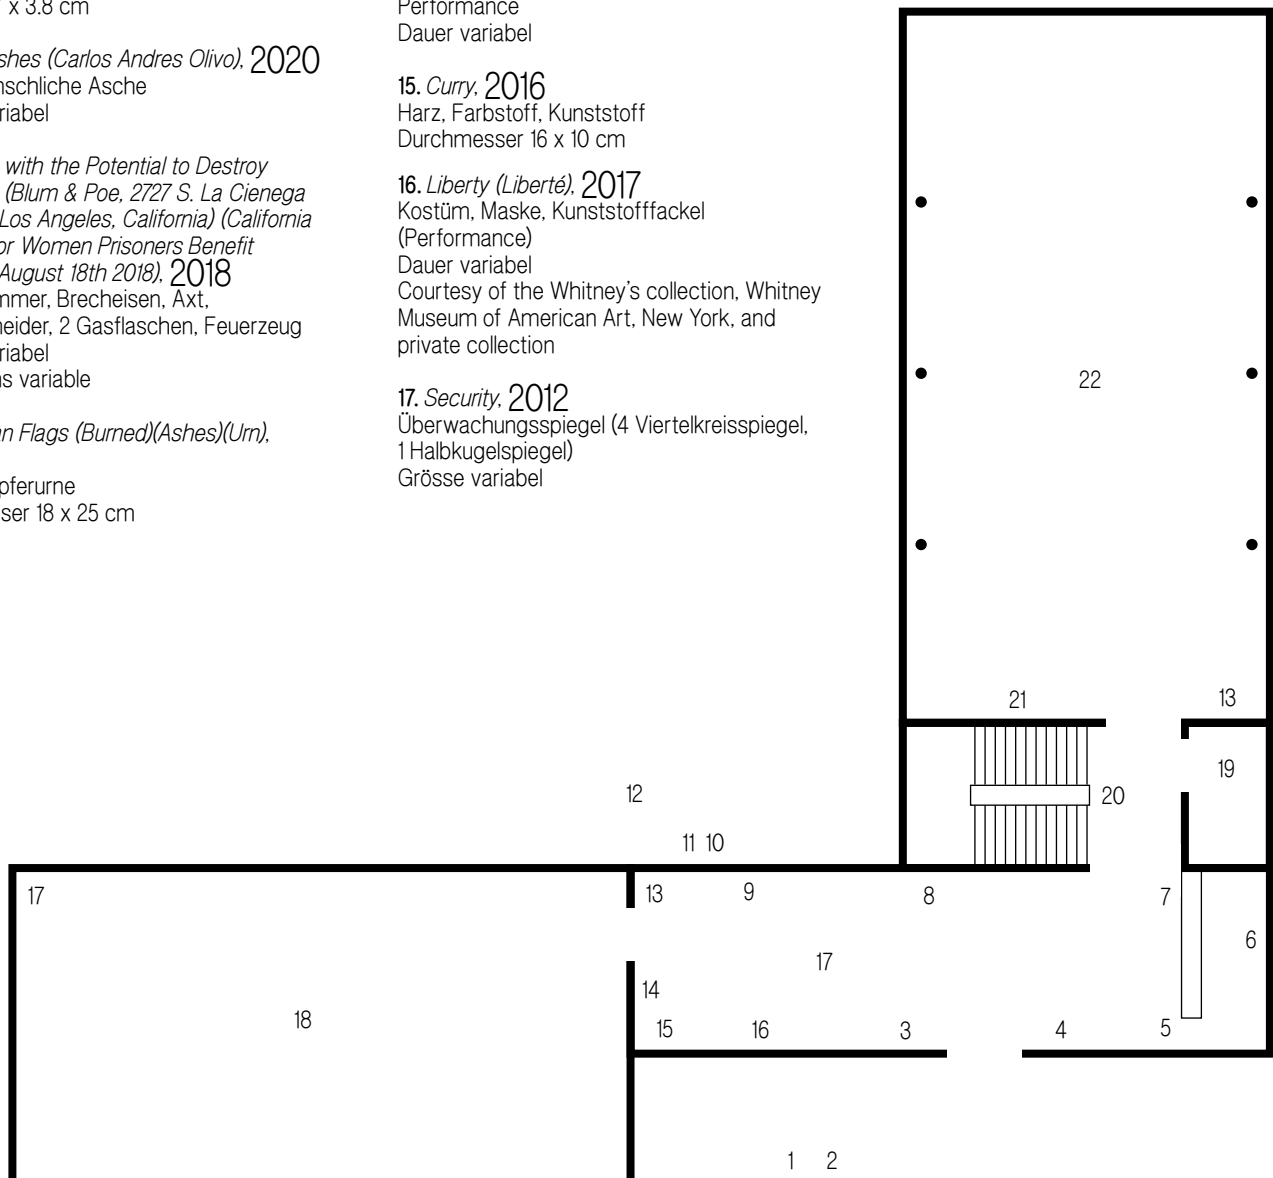 x 3.8 cm
shes (Carlos Andres Olivo), 2020
nschliche Asche
riabel
with the Potential to Destroy
(Blum & Poe, 2727 S. La Cienega
Los Angeles, California) (California
or Women Prisoners Benefit
August 18th 2018), 2018
mmer, Brecheisen, Axt,
neider, 2 Gasflaschen, Feuerzeug
riabel
ns variable
an Flags (Burned)(Ashes)(Urn),
pferurne
ser 18 x 25 cm
Performance
Dauer variabel
15. Curry, 2016
Harz, Farbstoff, Kunststoff
Durchmesser 16 x 10 cm
16. Liberty (Liberté), 2017
Kostüm, Maske, Kunststofffackel
(Performance)
Dauer variabel
Courtesy of the Whitney's collection, Whitney
Museum of American Art, New York, and
private collection
17. Security, 2012
Überwachungsspiegel (4 Viertelkreisspiegel,
1 Halbkugelspiegel)
Grösse variabel
22
21 13
19
12 20
11 10
17 13 9 8 7
6
17
14
18 15 16 3 4 5
1 2